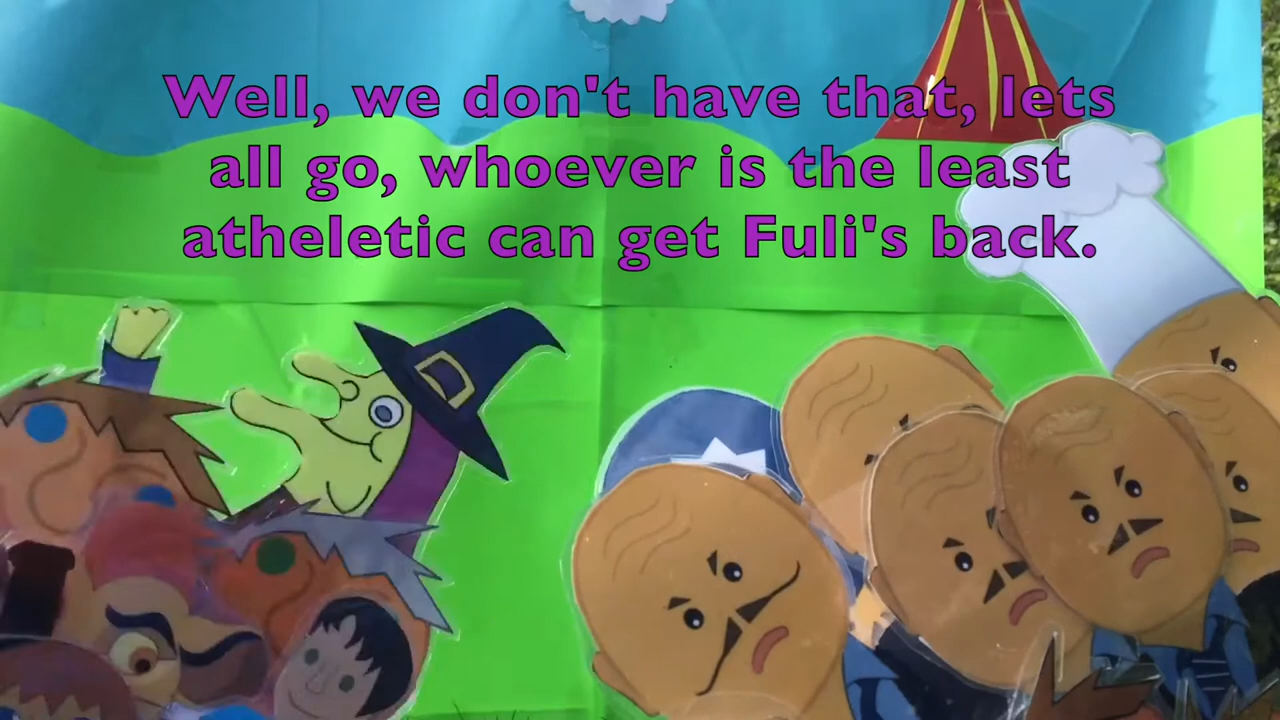 Well, we don't have that, lets
all go, whoever is the least
atheletic can get Fuli's back.